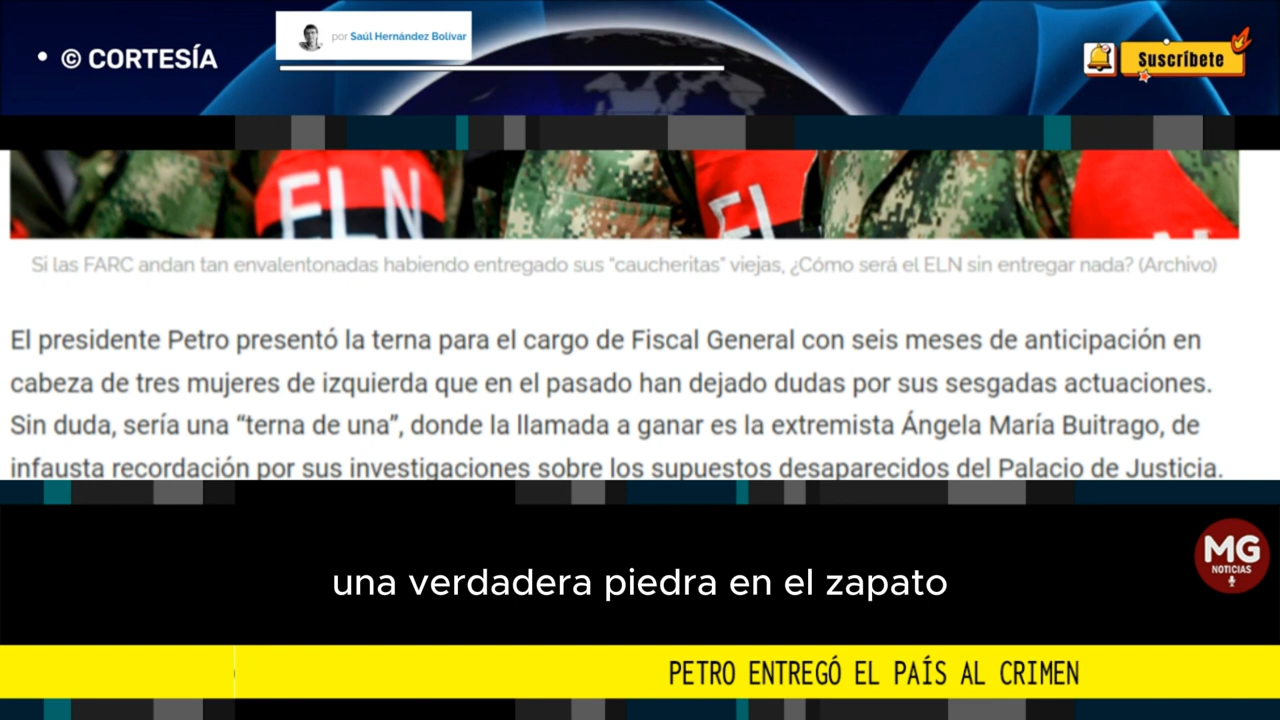 • © CORTESÍA
por Saúl Hernández Bolívar
Suscríbete
ELN
EL
Si las FARC andan tan envalentonadas habiendo entregado sus "caucheritas" viejas, ¿Cómo será el ELN sin entregar nada? (Archivo)
El presidente Petro presentó la terna para el cargo de Fiscal General con seis meses de anticipación en
cabeza de tres mujeres de izquierda que en el pasado han dejado dudas por sus sesgadas actuaciones.
Sin duda, sería una “terna de una”, donde la llamada a ganar es la extremista Ángela María Buitrago, de
infausta recordación por sus investigaciones sobre los supuestos desaparecidos del Palacio de Justicia.
MG
NOTICIAS
una verdadera piedra en el zapato
PETRO ENTREGÓ EL PAÍS AL CRIMEN